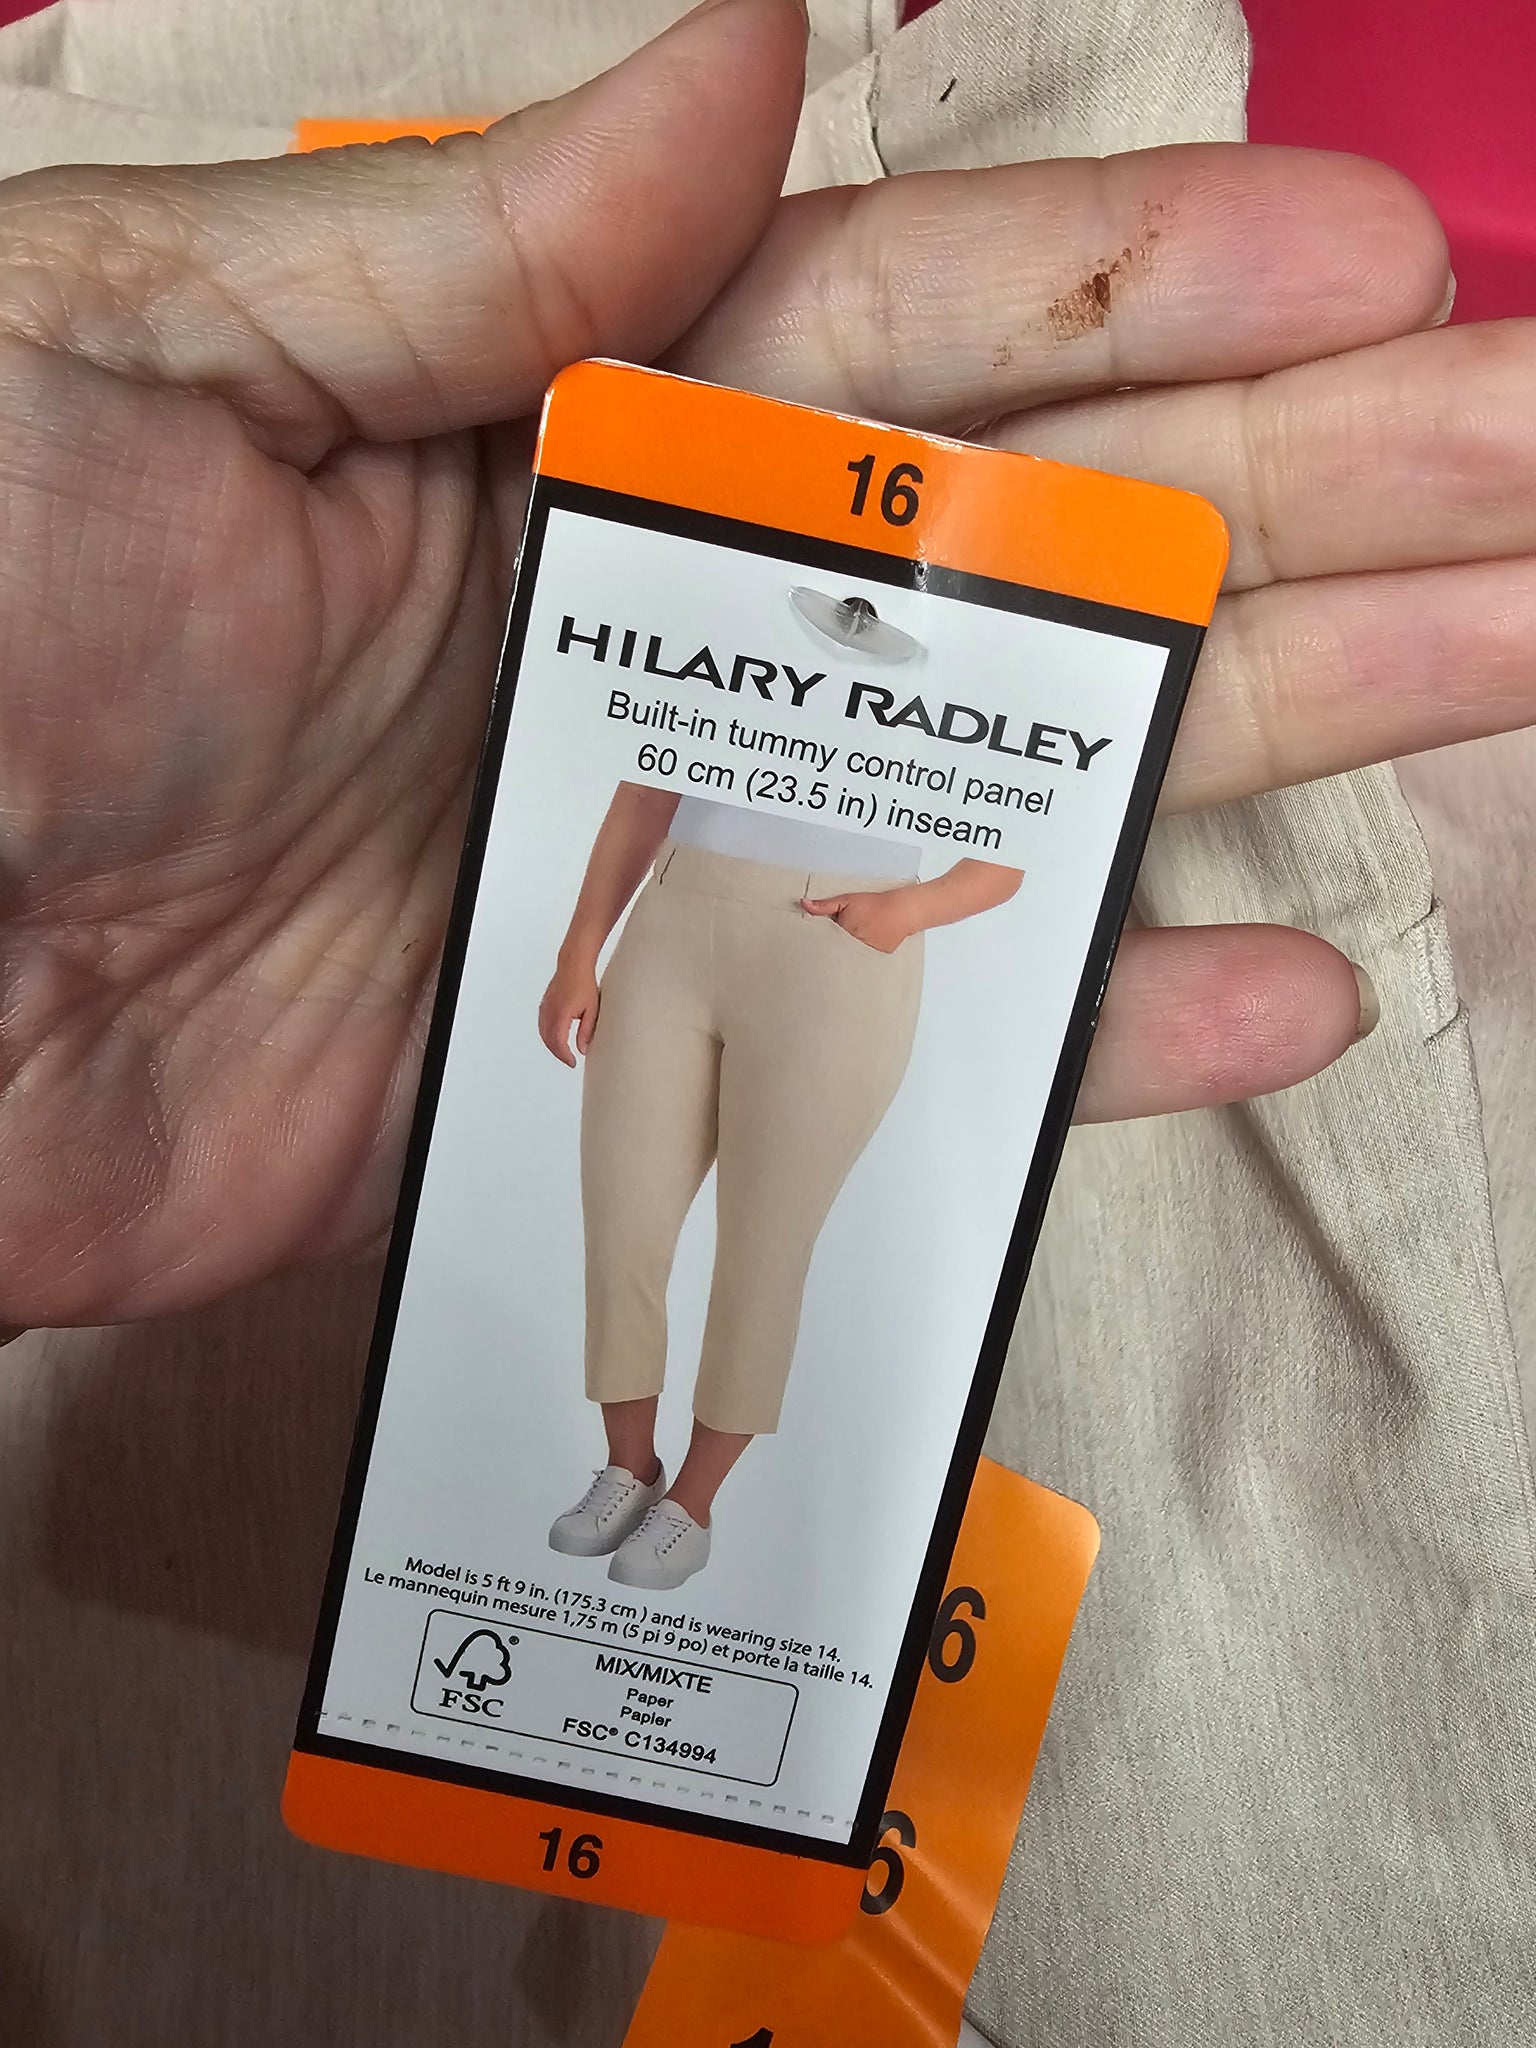 16
HILARY RADLEY
Built-in tummy control panel
60 cm (23.5 in) inseam
Model is 5 ft 9 in. (175.3 cm ) and is wearing size 14.
Le mannequin mesure 1,75 m (5 pi 9 po) et porte la taille 14.
FSC®
MIX/MIXTE
Paper
Papier
FSC® C134994
16
6
6